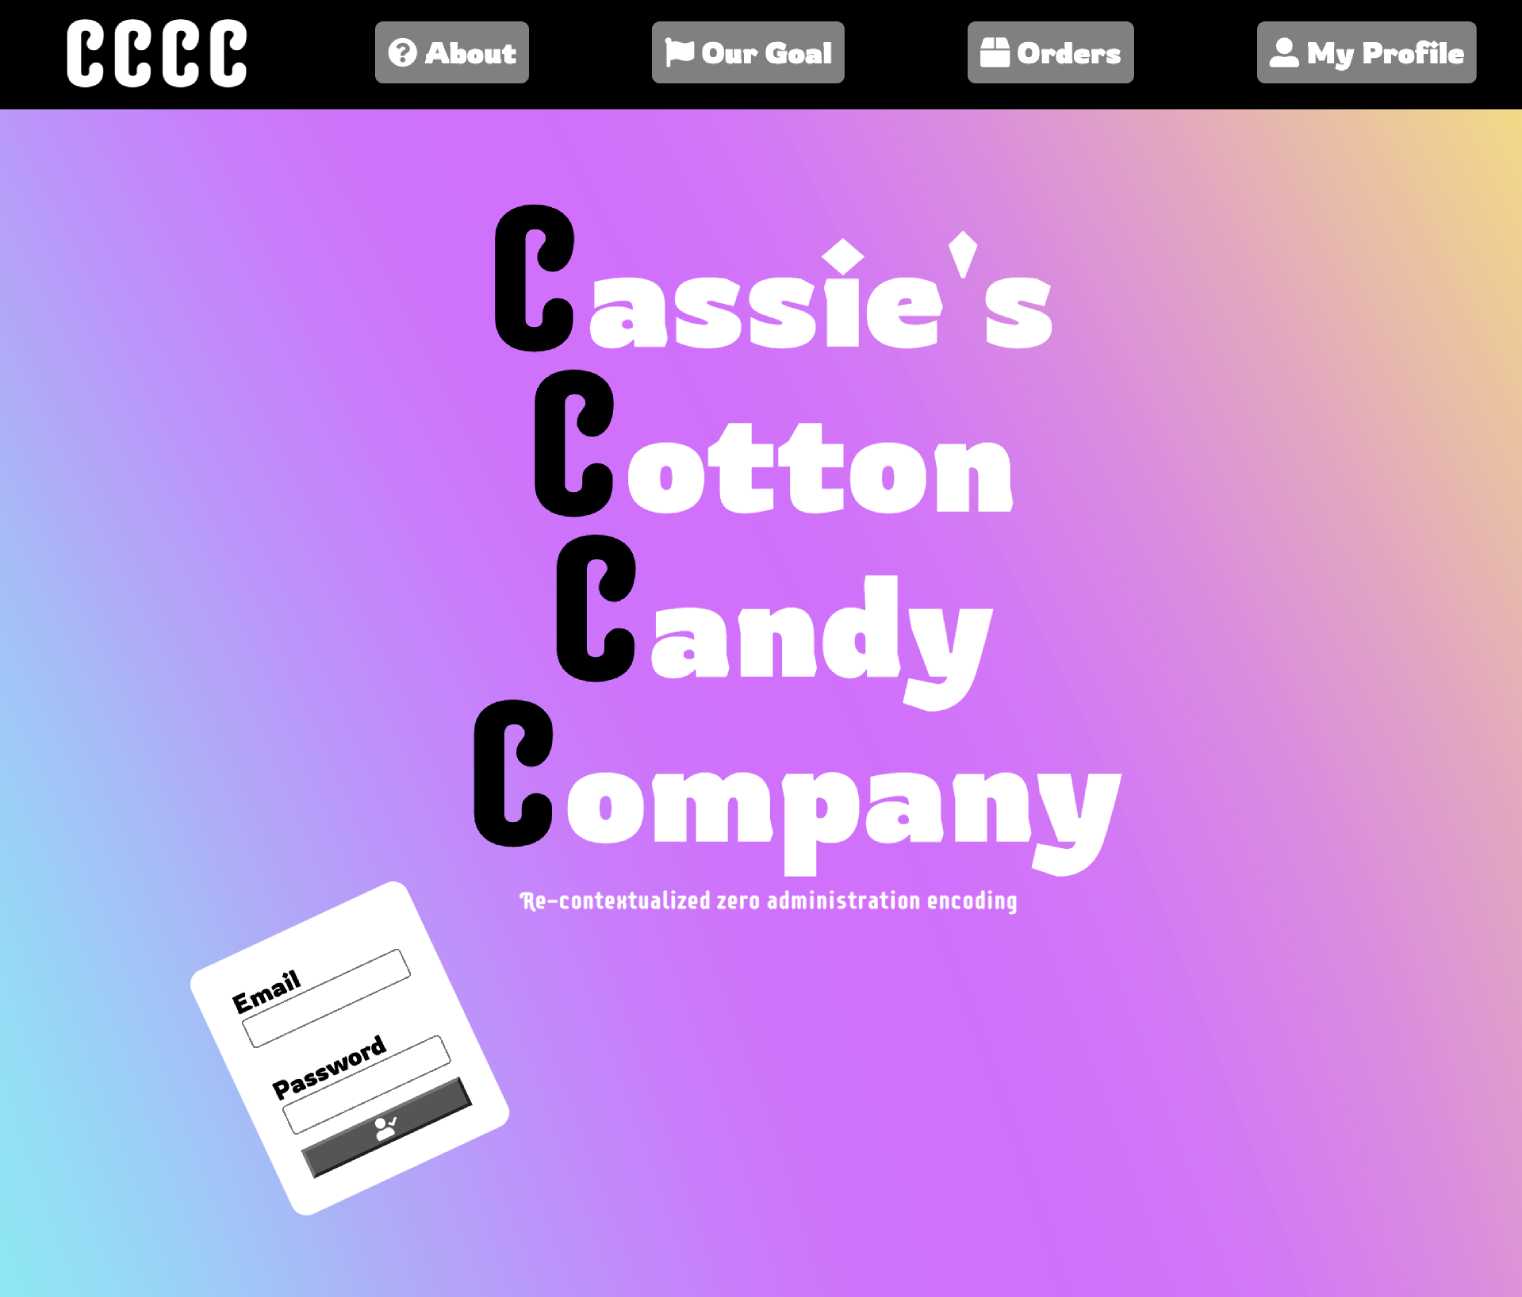 CCCC
About
Our Goal
Orders
My Profile
Cassie's
Cotton
Candy
Company
Re-contextualized zero administration encoding
Email
Password